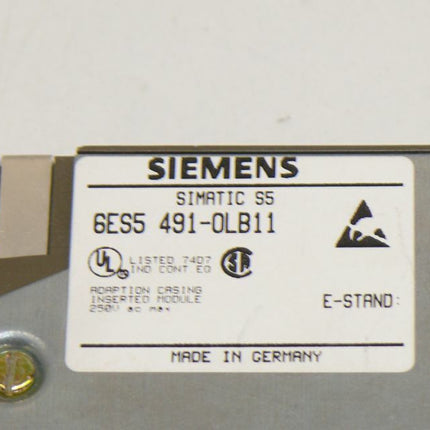 SIEMENS
SIMATIC S5
6ES5 491-0LB11
UL LISTED 74D7
IND CONT EQ
ADAPTION CASING
INSERTED MODULE
250V ac max
E-STAND:
MADE IN GERMANY